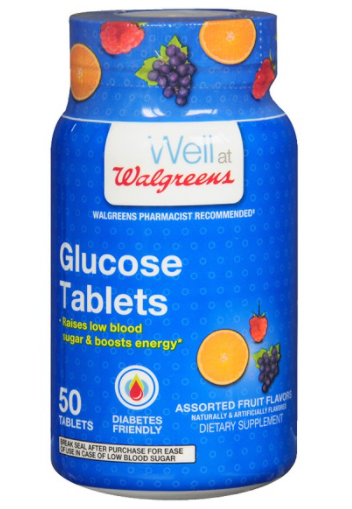 Well at
Walgreens
WALGREENS PHARMACIST RECOMMENDED‡
Glucose
Tablets
- Raises low blood
sugar & boosts energy*
50
TABLETS
DIABETES
FRIENDLY
ASSORTED FRUIT FLAVORS
NATURALLY & ARTIFICIALLY FLAVORED
DIETARY SUPPLEMENT
BREAK SEAL AFTER PURCHASE FOR EASE
OF USE IN CASE OF LOW BLOOD SUGAR